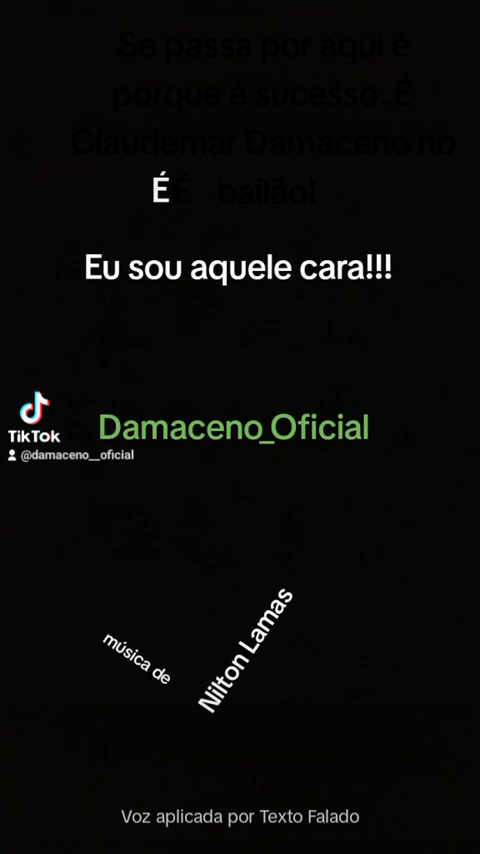 Se passa por aqui é
porque é sucesso..É
Claudemar Damaceno no
É É bailão!
Eu sou aquele cara!!!
Damaceno_Oficial
TikTok
@damaceno__oficial
música de
Nilton Lamas
Voz aplicada por Texto Falado